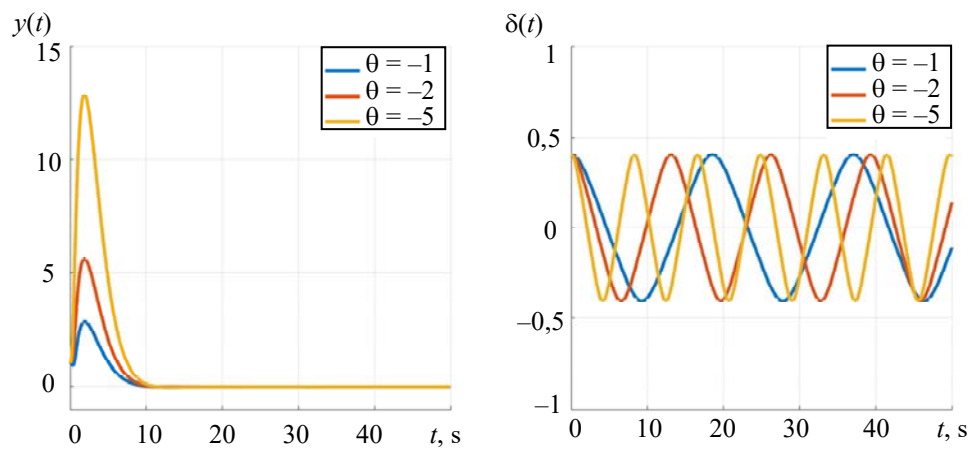 y(t)
15
10
5
0
0 10 20 30 40 t, s
θ = –1
θ = –2
θ = –5
δ(t)
1
0.5
0
–0,5
–1
0 10 20 30 40 t, s
θ = –1
θ = –2
θ = –5